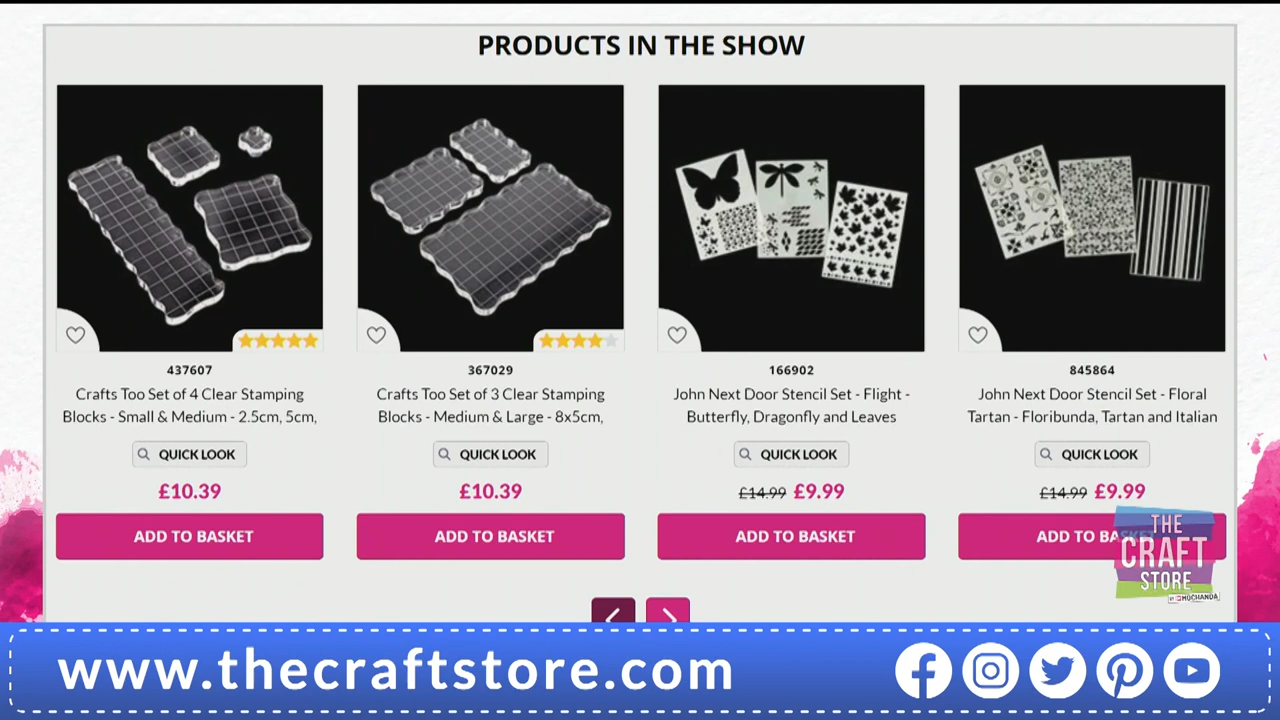 PRODUCTS IN THE SHOW
437607
Crafts Too Set of 4 Clear Stamping
Blocks - Small & Medium - 2.5cm, 5cm,
QUICK LOOK
£10.39
ADD TO BASKET
367029
Crafts Too Set of 3 Clear Stamping
Blocks - Medium & Large - 8x5cm,
QUICK LOOK
£10.39
ADD TO BASKET
166902
John Next Door Stencil Set - Flight -
Butterfly, Dragonfly and Leaves
QUICK LOOK
£14.99 £9.99
ADD TO BASKET
845864
John Next Door Stencil Set - Floral
Tartan - Floribunda, Tartan and Italian
QUICK LOOK
£14.99 £9.99
ADD TO BASKET
THE
CRAFT
STORE
BY HOCHANDA
www.thecraftstore.com